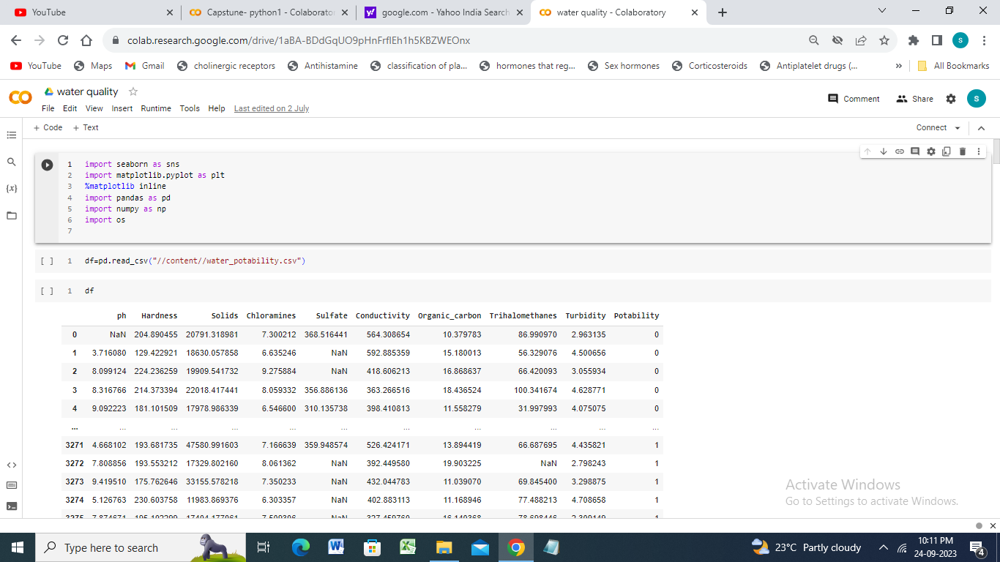 YouTube
Capstune- python1 - Colaborator
google.com - Yahoo India Search
water quality - Colaboratory
colab.research.google.com/drive/1aBA-BDdGqUO9pHnFrflEh1h5KBZWEOnx
S
YouTube Maps Gmail cholinergic receptors Antihistamine classification of pla... hormones that reg... Sex hormones Corticosteroids Antiplatelet drugs (... » All Bookmarks
water quality
Comment Share S
File Edit View Insert Runtime Tools Help Last edited on 2 July
+ Code + Text Connect
1 import seaborn as sns
2 import matplotlib.pyplot as plt
3 %matplotlib inline
4 import pandas as pd
5 import numpy as np
6 import os
7
[ ] 1 df=pd.read_csv("//content//water_potability.csv")
[ ] 1 df
ph Hardness Solids Chloramines Sulfate Conductivity Organic_carbon Trihalomethanes Turbidity Potability
0 NaN 204.890455 20791.318981 7.300212 368.516441 564.308654 10.379783 86.990970 2.963135 0
1 3.716080 129.422921 18630.057858 6.635246 NaN 592.885359 15.180013 56.329076 4.500656 0
2 8.099124 224.236259 19909.541732 9.275884 NaN 418.606213 16.868637 66.420093 3.055934 0
3 8.316766 214.373394 22018.417441 8.059332 356.886136 363.266516 18.436524 100.341674 4.628771 0
4 9.092223 181.101509 17978.986339 6.546600 310.135738 398.410813 11.558279 31.997993 4.075075 0
... ... ... ... ... ... ... ... ... ... ...
3271 4.668102 193.681735 47580.991603 7.166639 359.948574 526.424171 13.894419 66.687695 4.435821 1
3272 7.808856 193.553212 17329.802160 8.061362 NaN 392.449580 19.903225 NaN 2.798243 1
3273 9.419510 175.762646 33155.578218 7.350233 NaN 432.044783 11.039070 69.845400 3.298875 1
3274 5.126763 230.603758 11983.869376 6.303357 NaN 402.883113 11.168946 77.488213 4.708658 1
Activate Windows
Go to Settings to activate Windows.
Type here to search
23°C Partly cloudy
10:11 PM
24-09-2023
4